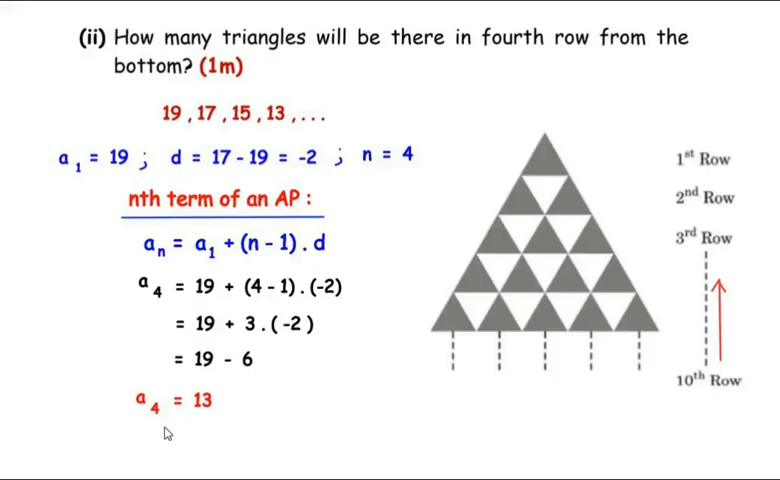 (ii) How many triangles will be there in fourth row from the
bottom? (1m)
19 , 17 , 15 , 13 , . . .
a₁ = 19 ; d = 17 - 19 = -2 ; n = 4
nth term of an AP :
aₙ = a₁ + (n - 1) . d
a₄ = 19 + (4 - 1) . (-2)
= 19 + 3 . (-2)
= 19 - 6
a₄ = 13
1ˢᵗ Row
2ⁿᵈ Row
3ʳᵈ Row
10ᵗʰ Row